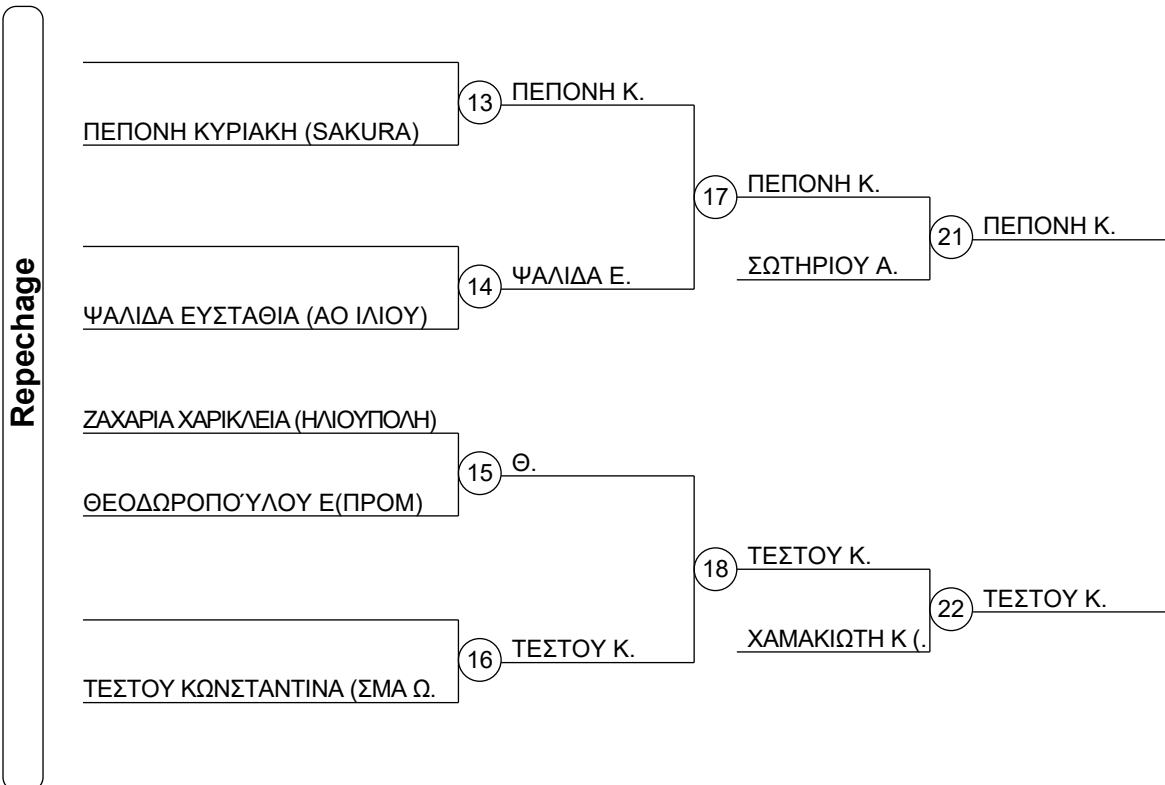 Repechage
13 ΠΕΠΟΝΗ Κ.
ΠΕΠΟΝΗ ΚΥΡΙΑΚΗ (SAKURA)
17 ΠΕΠΟΝΗ Κ.
21 ΠΕΠΟΝΗ Κ.
ΣΩΤΗΡΙΟΥ Α.
14 ΨΑΛΙΔΑ Ε.
ΨΑΛΙΔΑ ΕΥΣΤΑΘΙΑ (ΑΟ ΙΛΙΟΥ)
ΖΑΧΑΡΙΑ ΧΑΡΙΚΛΕΙΑ (ΗΛΙΟΥΠΟΛΗ)
15 Θ.
ΘΕΟΔΩΡΟΠΟΎΛΟΥ Ε(ΠΡΟΜ)
18 ΤΕΣΤΟΥ Κ.
22 ΤΕΣΤΟΥ Κ.
ΧΑΜΑΚΙΩΤΗ Κ (.
16 ΤΕΣΤΟΥ Κ.
ΤΕΣΤΟΥ ΚΩΝΣΤΑΝΤΙΝΑ (ΣΜΑ Ω.